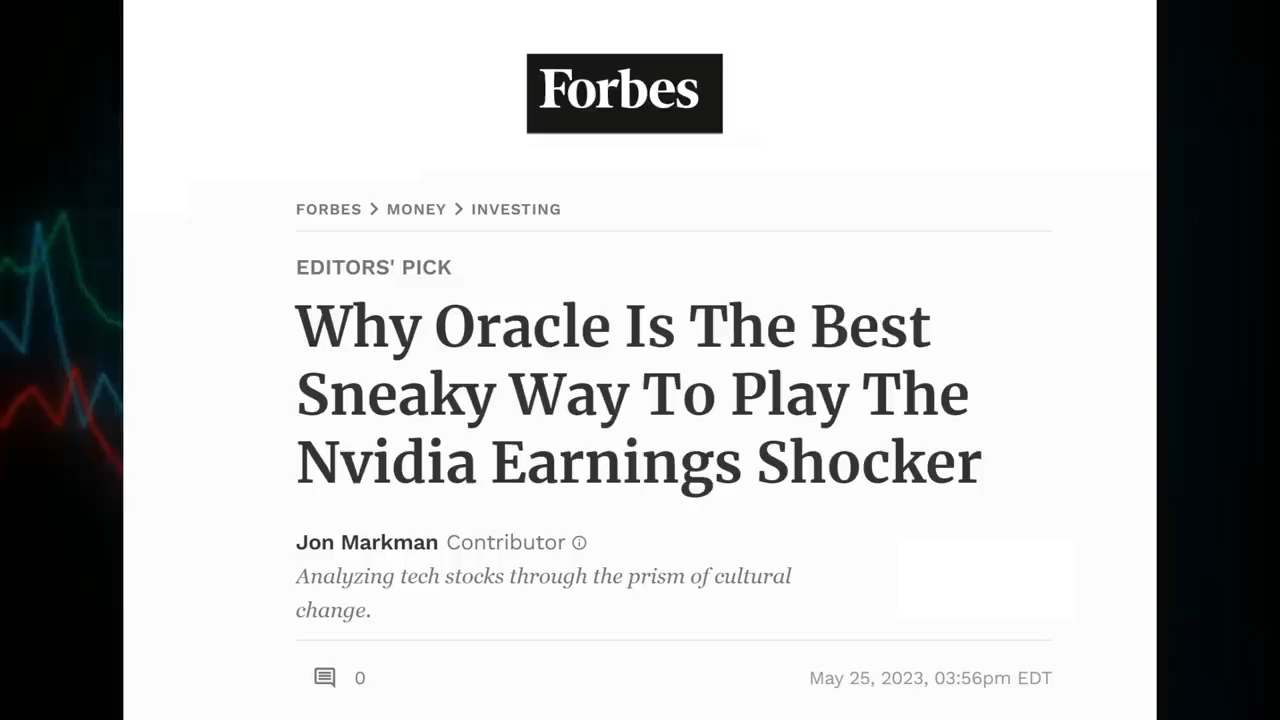 Forbes
FORBES > MONEY > INVESTING
EDITORS' PICK
Why Oracle Is The Best
Sneaky Way To Play The
Nvidia Earnings Shocker
Jon Markman Contributor
Analyzing tech stocks through the prism of cultural
change.
0
May 25, 2023, 03:56pm EDT